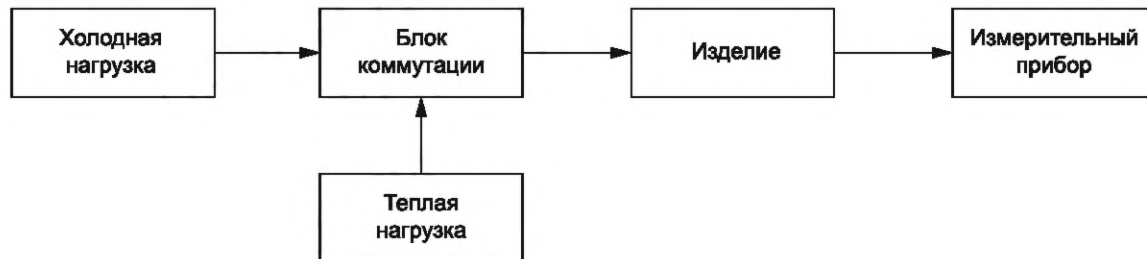 Холодная
нагрузка
Блок
коммутации
Изделие
Измерительный
прибор
Теплая
нагрузка